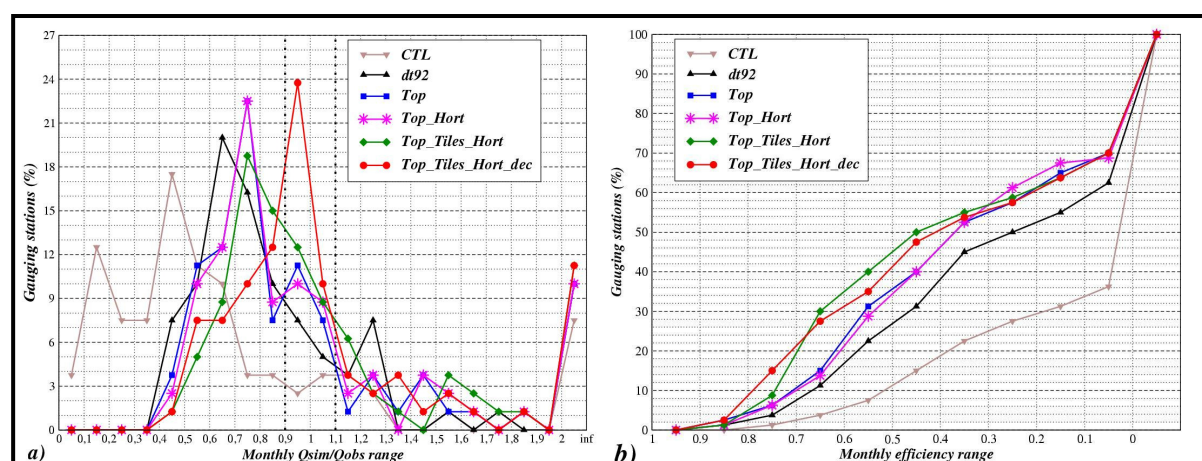 27
24
21
18
15
12
9
6
3
0
Gauging stations (%)
CTL
dt92
Top
Top_Hort
Top_Tiles_Hort
Top_Tiles_Hort_dec
0 0,1 0,2 0,3 0,4 0,5 0,6 0,7 0,8 0,9 1 1,1 1,2 1,3 1,4 1,5 1,6 1,7 1,8 1,9 2 inf
a) Monthly Qsim/Qobs range
100
90
80
70
60
50
40
30
20
10
0
Gauging stations (%)
CTL
dt92
Top
Top_Hort
Top_Tiles_Hort
Top_Tiles_Hort_dec
1 0.9 0.8 0.7 0.6 0.5 0.4 0.3 0.2 0.1 0
b) Monthly efficiency range